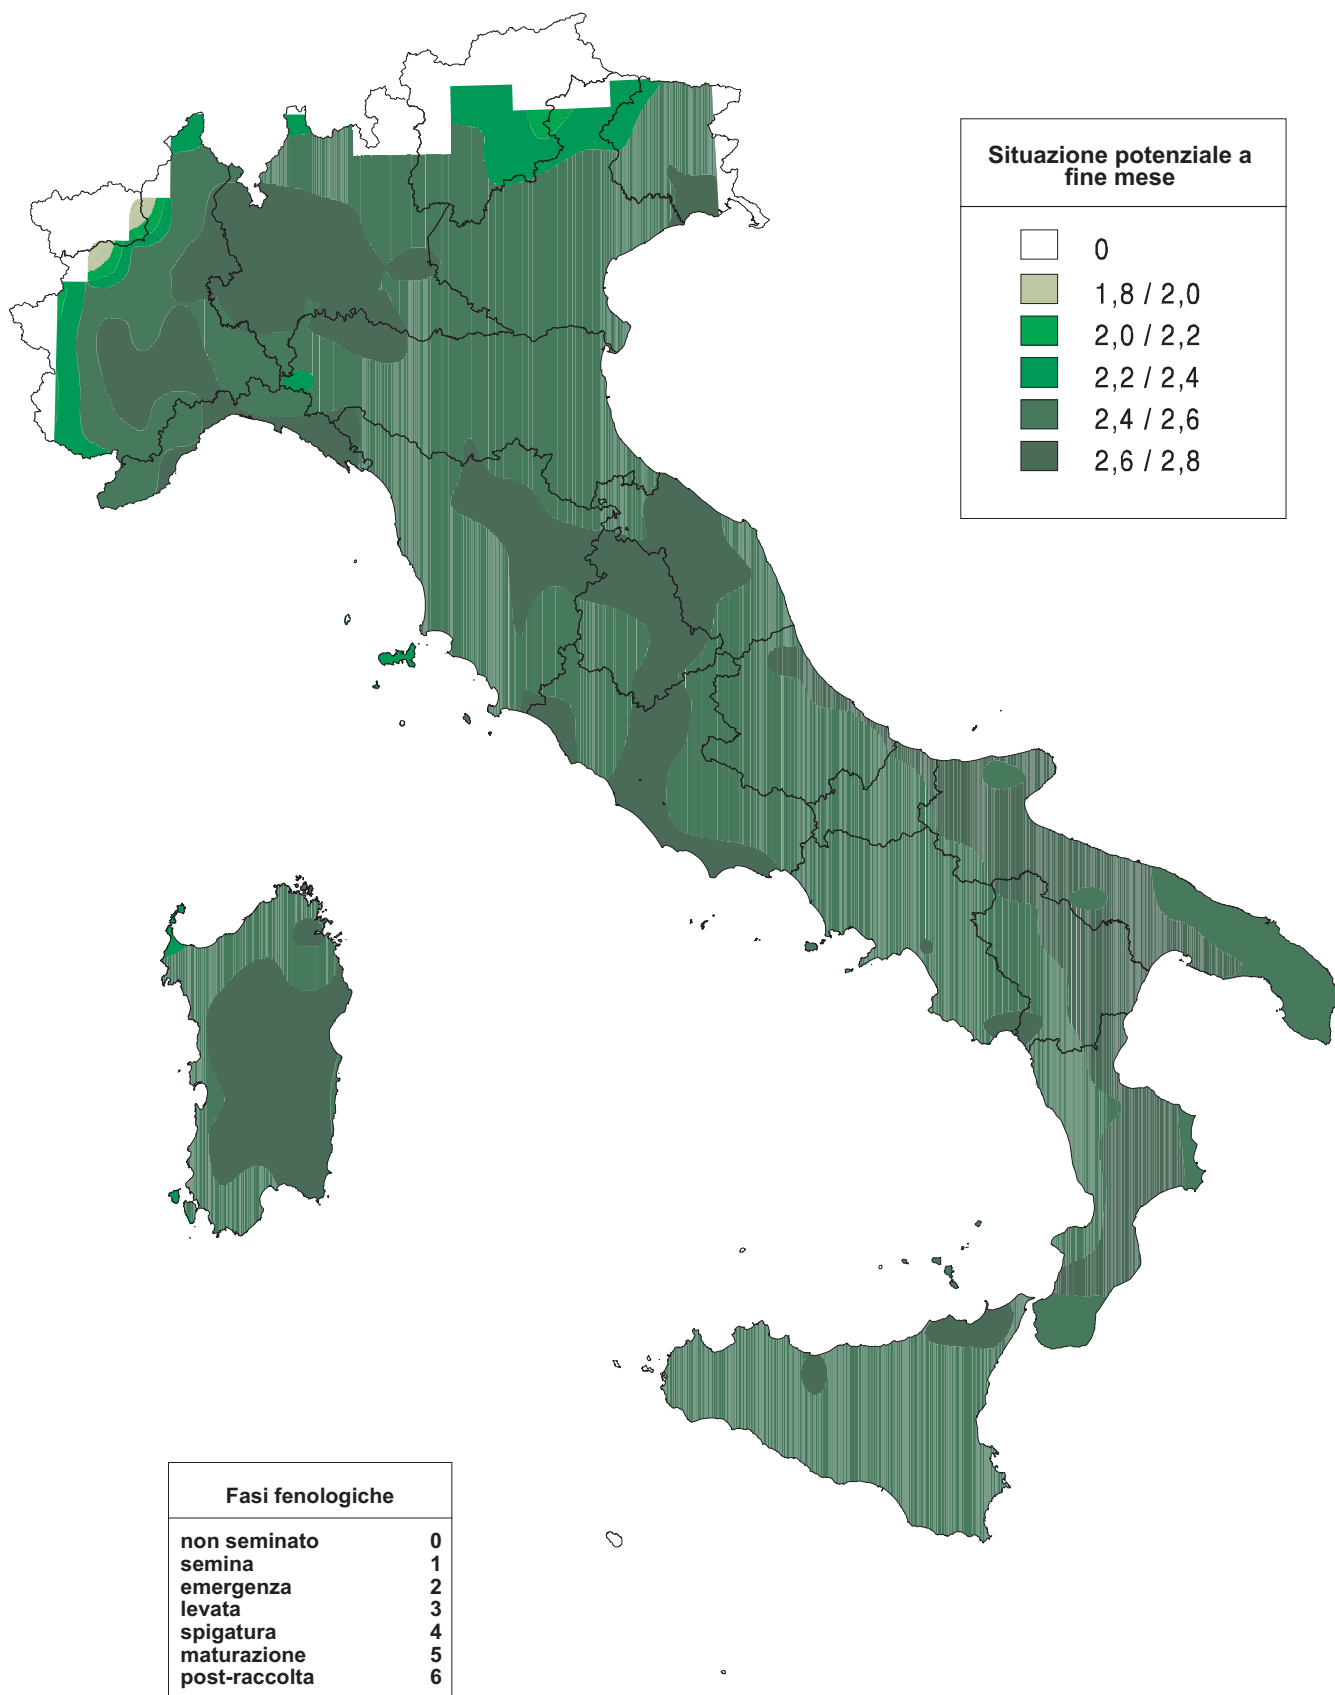 Situazione potenziale a
fine mese
0
1,8 / 2,0
2,0 / 2,2
2,2 / 2,4
2,4 / 2,6
2,6 / 2,8
Fasi fenologiche
non seminato 0
semina 1
emergenza 2
levata 3
spigatura 4
maturazione 5
post-raccolta 6